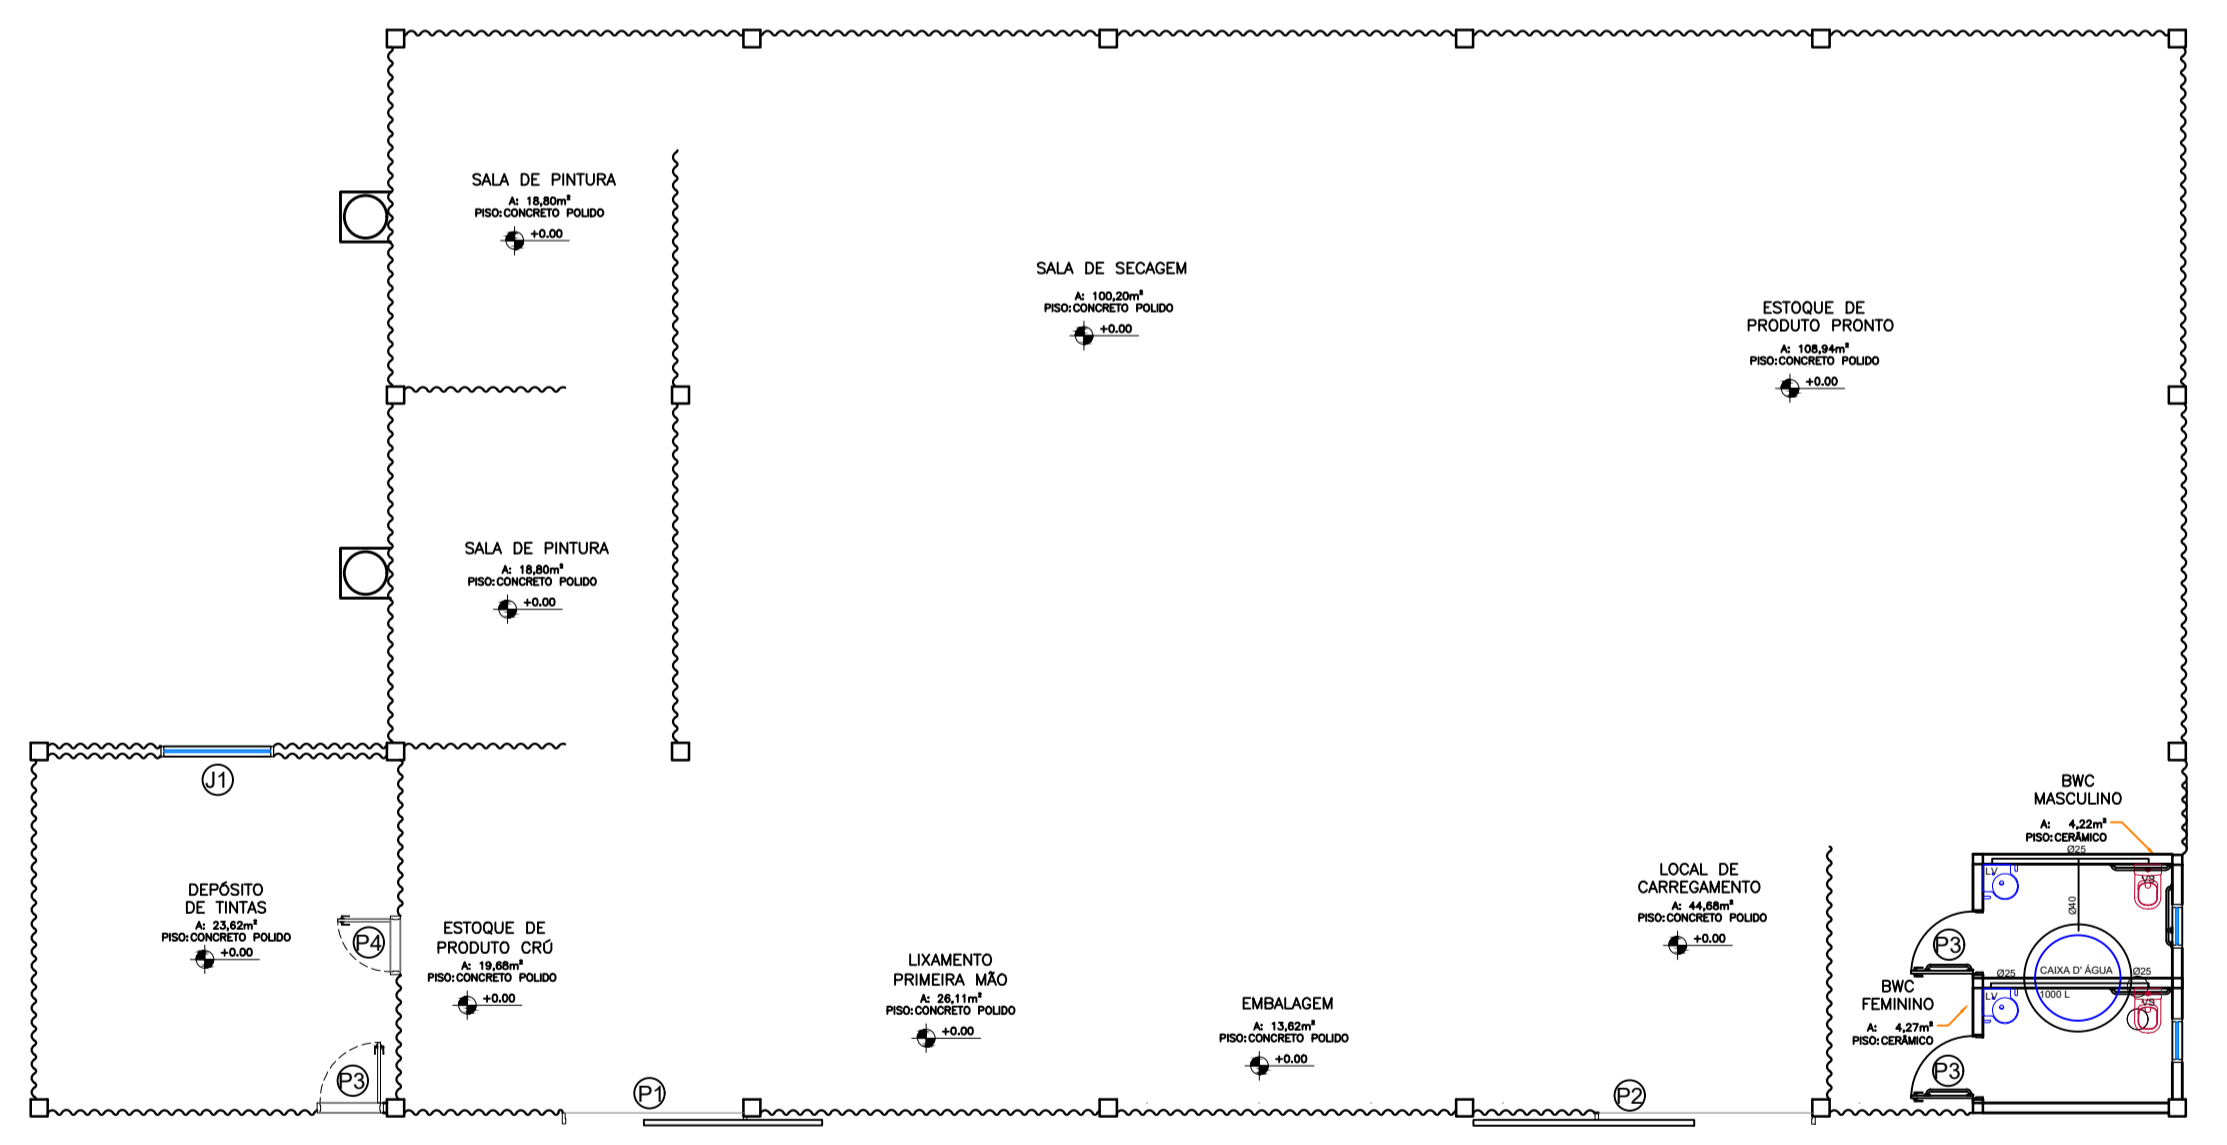 SALA DE PINTURA
A: 18,80m²
PISO:CONCRETO POLIDO
+0.00
SALA DE SECAGEM
A: 100,20m²
PISO:CONCRETO POLIDO
+0.00
ESTOQUE DE
PRODUTO PRONTO
A: 108,94m²
PISO:CONCRETO POLIDO
+0.00
SALA DE PINTURA
A: 18,80m²
PISO:CONCRETO POLIDO
+0.00
J1
DEPÓSITO
DE TINTAS
A: 23,62m²
PISO:CONCRETO POLIDO
+0.00
P4
P3
ESTOQUE DE
PRODUTO CRÚ
A: 19,68m²
PISO:CONCRETO POLIDO
+0.00
P1
LIXAMENTO
PRIMEIRA MÃO
A: 26,11m²
PISO:CONCRETO POLIDO
+0.00
EMBALAGEM
A: 13,62m²
PISO:CONCRETO POLIDO
+0.00
LOCAL DE
CARREGAMENTO
A: 44,68m²
PISO:CONCRETO POLIDO
+0.00
P2
BWC
MASCULINO
A: 4,22m²
PISO:CERÂMICO
Ø25
LV
VS
Ø40
P3
CAIXA D' ÁGUA
1000 L
Ø25
Ø25
BWC
FEMININO
A: 4,27m²
PISO:CERÂMICO
LV
VS
P3